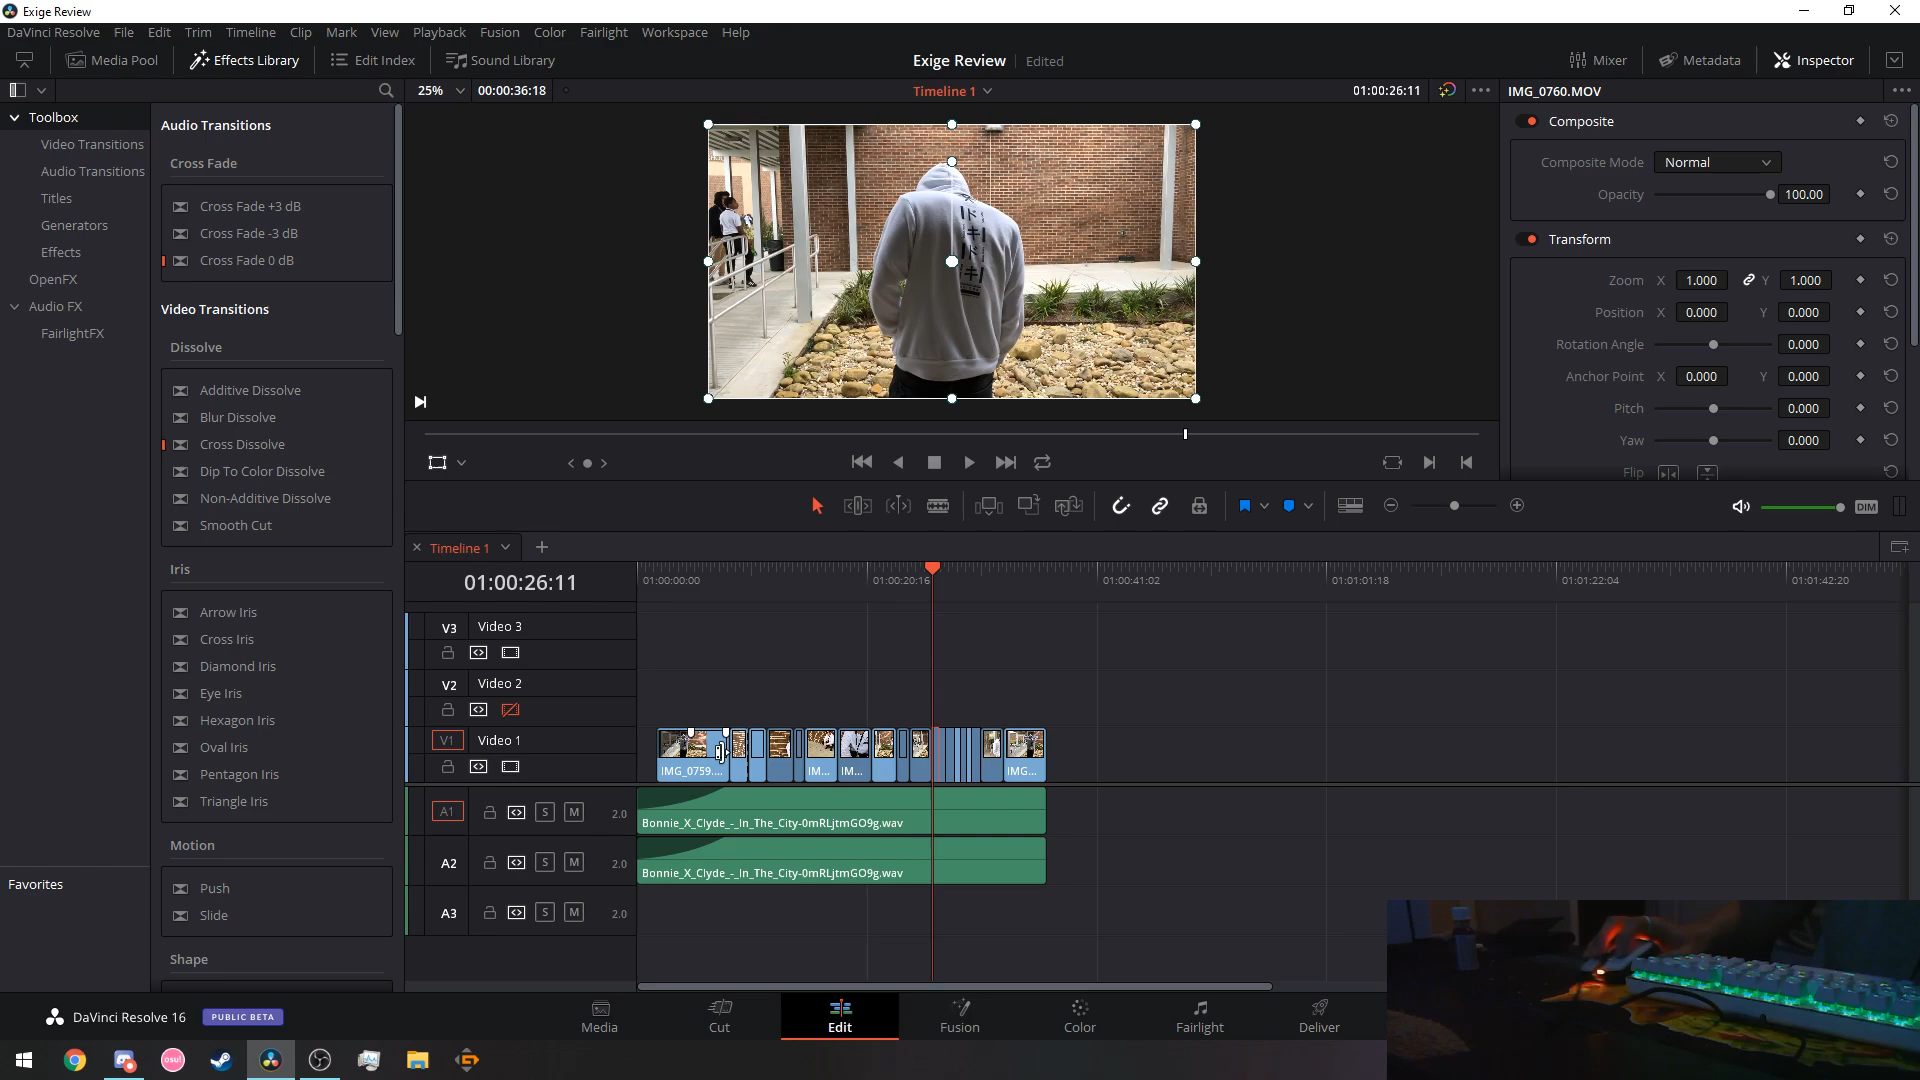 Exige Review
DaVinci Resolve File Edit Trim Timeline Clip Mark View Playback Fusion Color Fairlight Workspace Help
Media Pool Effects Library Edit Index Sound Library Exige Review Edited Mixer Metadata Inspector
25% 00:00:36:18 Timeline 1 01:00:26:11 IMG_0760.MOV
Toolbox
Video Transitions
Audio Transitions
Titles
Generators
Effects
OpenFX
Audio FX
FairlightFX
Favorites
Audio Transitions
Cross Fade
Cross Fade +3 dB
Cross Fade -3 dB
Cross Fade 0 dB
Video Transitions
Dissolve
Additive Dissolve
Blur Dissolve
Cross Dissolve
Dip To Color Dissolve
Non-Additive Dissolve
Smooth Cut
Iris
Arrow Iris
Cross Iris
Diamond Iris
Eye Iris
Hexagon Iris
Oval Iris
Pentagon Iris
Triangle Iris
Motion
Push
Slide
Shape
ドキドキ
Composite
Composite Mode Normal
Opacity 100.00
Transform
Zoom X 1.000 Y 1.000
Position X 0.000 Y 0.000
Rotation Angle 0.000
Anchor Point X 0.000 Y 0.000
Pitch 0.000
Yaw 0.000
Flip
DIM
Timeline 1
01:00:26:11 01:00:00:00 01:00:20:16 01:00:41:02 01:01:01:18 01:01:22:04 01:01:42:20
V3 Video 3
V2 Video 2
V1 Video 1
IMG_0759.... IM... IM... IMG...
A1 S M 2.0
Bonnie_X_Clyde_-_In_The_City-0mRLjtmGO9g.wav
A2 S M 2.0
Bonnie_X_Clyde_-_In_The_City-0mRLjtmGO9g.wav
A3 S M 2.0
DaVinci Resolve 16 PUBLIC BETA
Media Cut Edit Fusion Color Fairlight Deliver
osu!